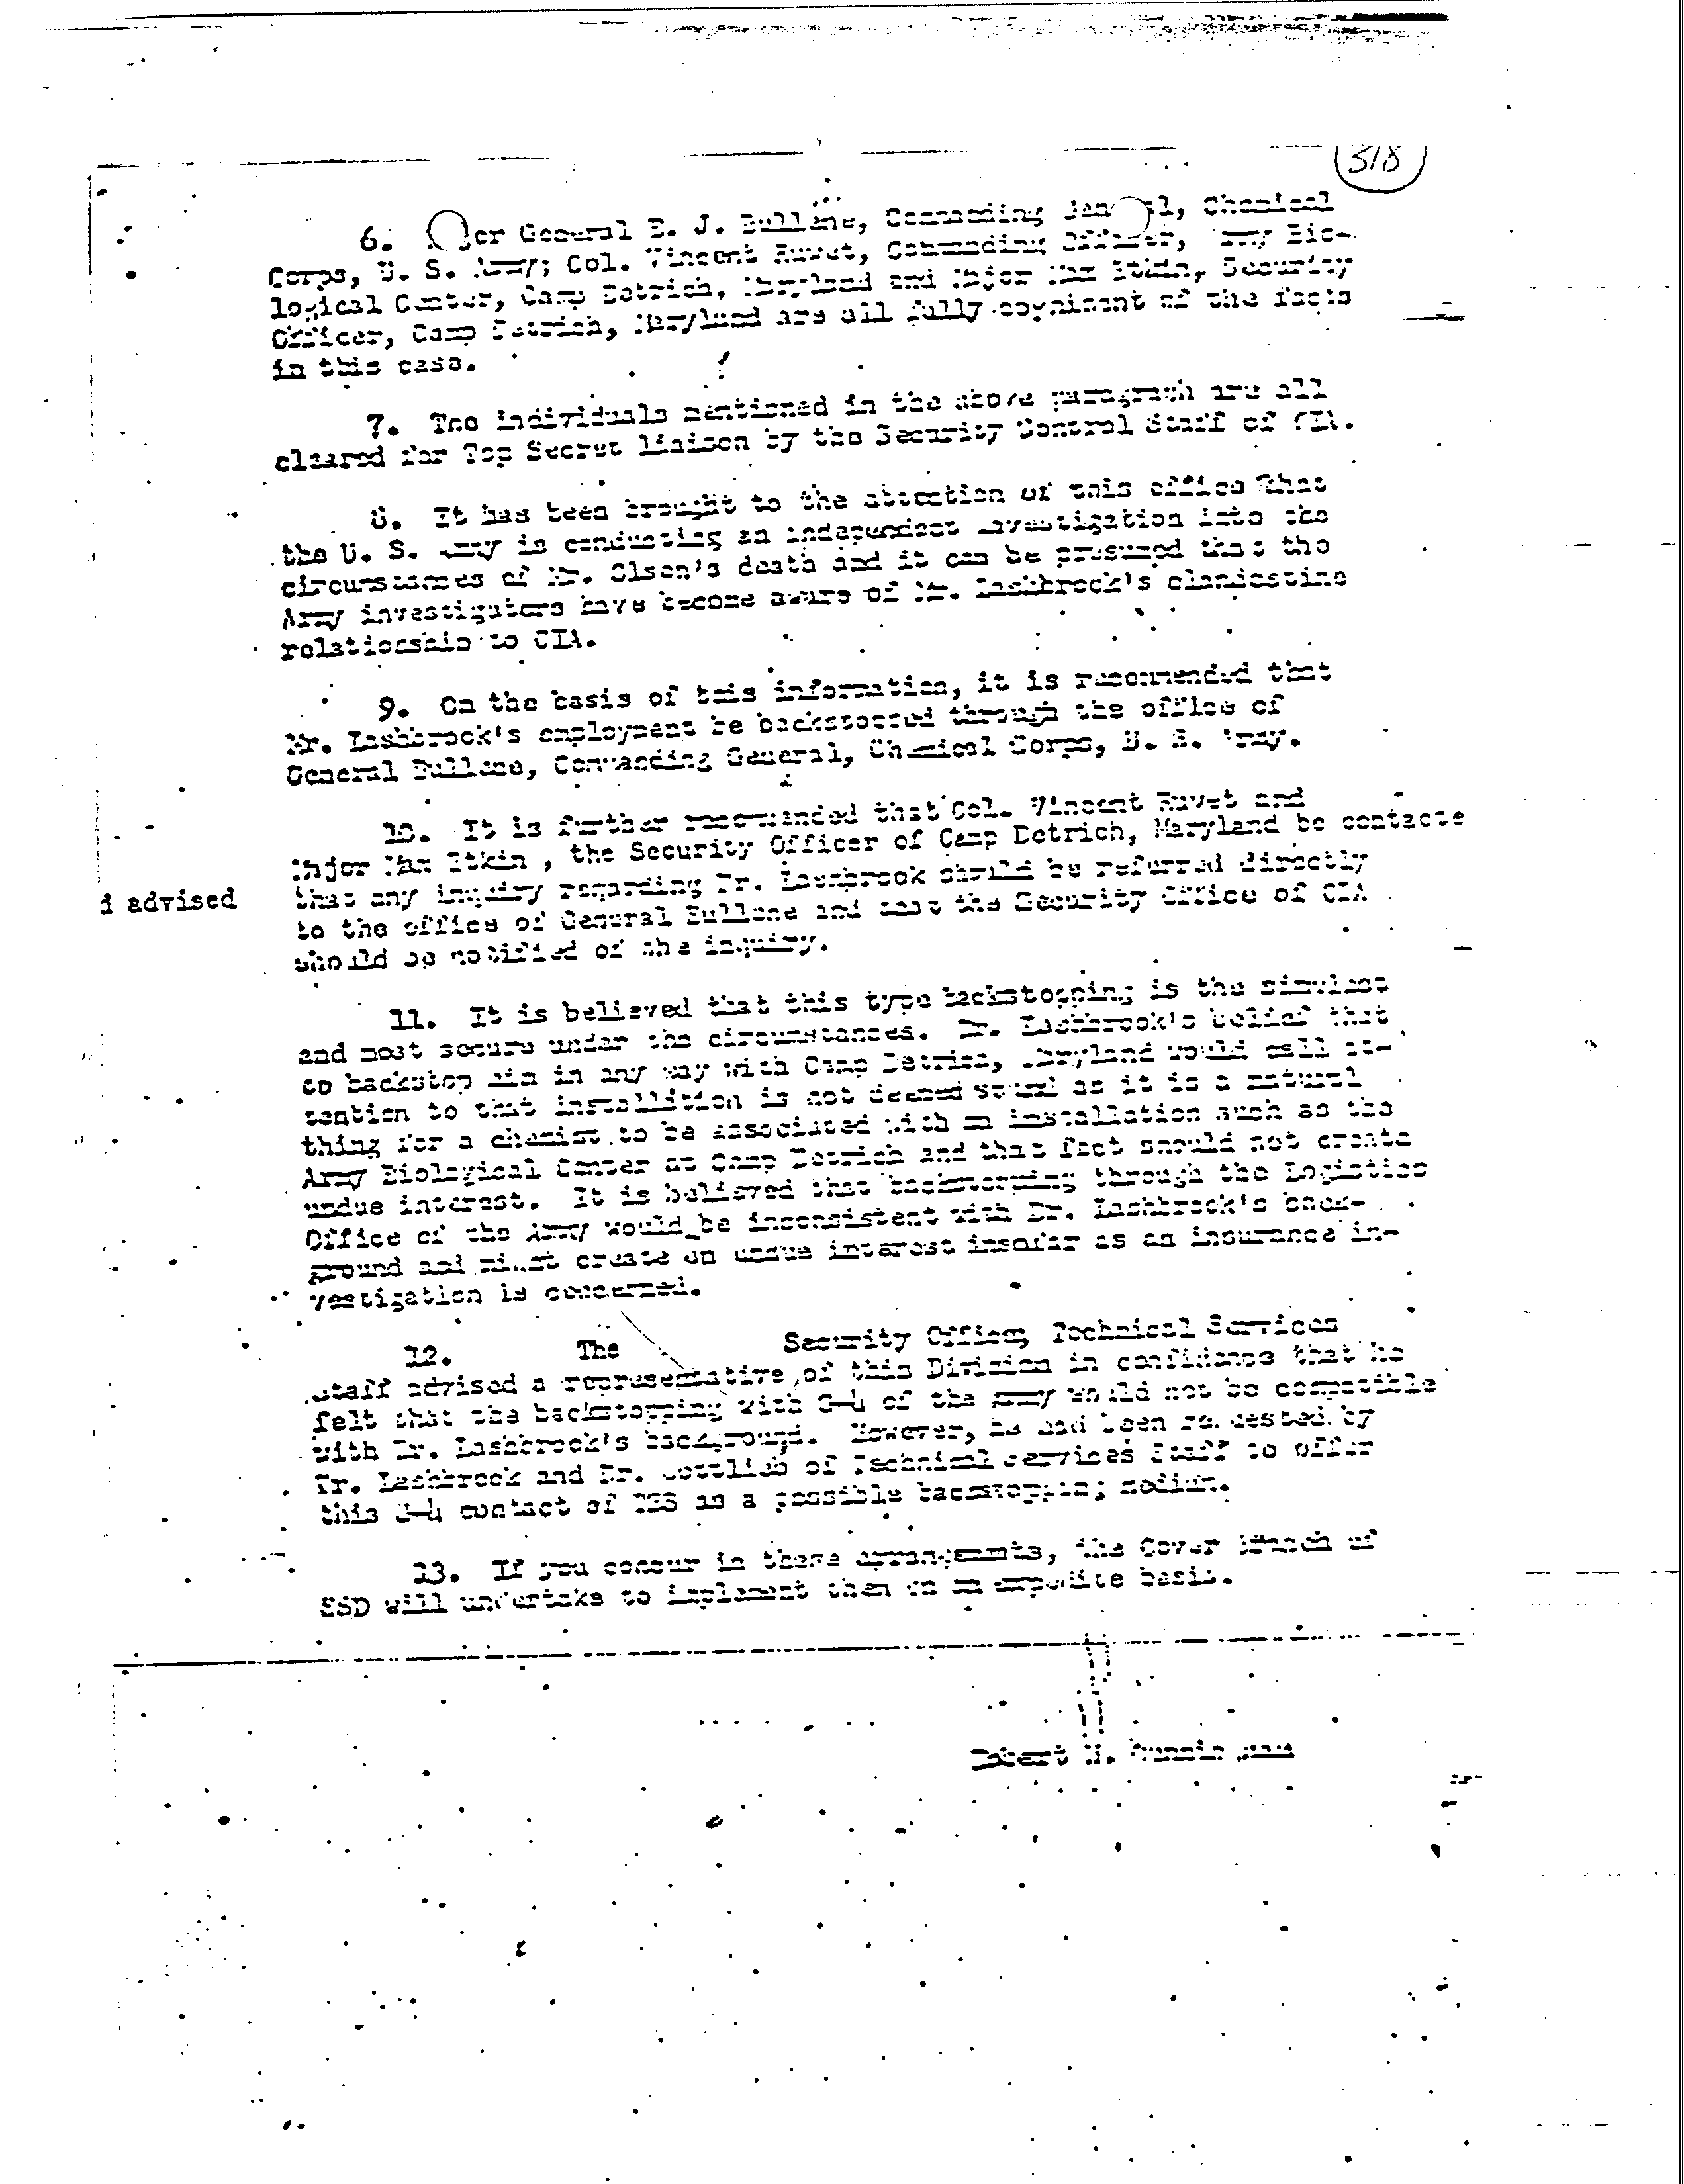 518
6. Major General E. J. Bullene, Commanding General, Chemical
Corps, U. S. Army; Col. Vincent Ruwet, Commanding Officer, Army Bio-
logical Center, Camp Detrich, Maryland and Major Itkin, Security
Officer, Camp Detrich, Maryland are all fully cognizant of the facts
in this case.
7. The individuals mentioned in the above paragraph are all
cleared for Top Secret liaison by the Security Control Staff of CIA.
8. It has been brought to the attention of this office that
the U. S. Army is conducting an independent investigation into the
circumstances of Mr. Olson's death and it can be presumed that the
Army investigators have become aware of Mr. Lashbrook's clandestine
relationship to CIA.
9. On the basis of this information, it is recommended that
Mr. Lashbrook's employment be backstopped through the office of
General Bullene, Commanding General, Chemical Corps, U. S. Army.
10. It is further recommended that Col. Vincent Ruwet and
Major Itkin , the Security Officer of Camp Detrich, Maryland be contacte
d advised that any inquiry regarding Dr. Lashbrook should be referred directly
to the office of General Bullene and that the Security Office of CIA
should be notified of the inquiry.
11. It is believed that this type backstopping is the simplest
and most secure under the circumstances. Dr. Lashbrook's belief that
to backstop him in any way with Camp Detrich, Maryland would call at-
tention to that installation is not deemed sound as it is a natural
thing for a chemist to be associated with an installation such as the
Army Biological Center at Camp Detrich and that fact should not create
undue interest. It is believed that backstopping through the Logistics
Office of the Army would be inconsistent with Dr. Lashbrook's back-
ground and might create an undue interest insofar as an insurance in-
vestigation is concerned.
12. The Security Officer, Technical Services
Staff advised a representative of this Division in confidence that he
felt that the backstopping with G-4 of the Army would not be compatible
with Dr. Lashbrook's background. However, he had been requested by
Dr. Lashbrook and Dr. Gottlieb of Technical Services Staff to offer
this G-4 contact of TSS as a possible backstopping medium.
13. If you concur in these arrangements, the Cover Branch of
SSD will undertake to implement them on an expedite basis.
Robert H.